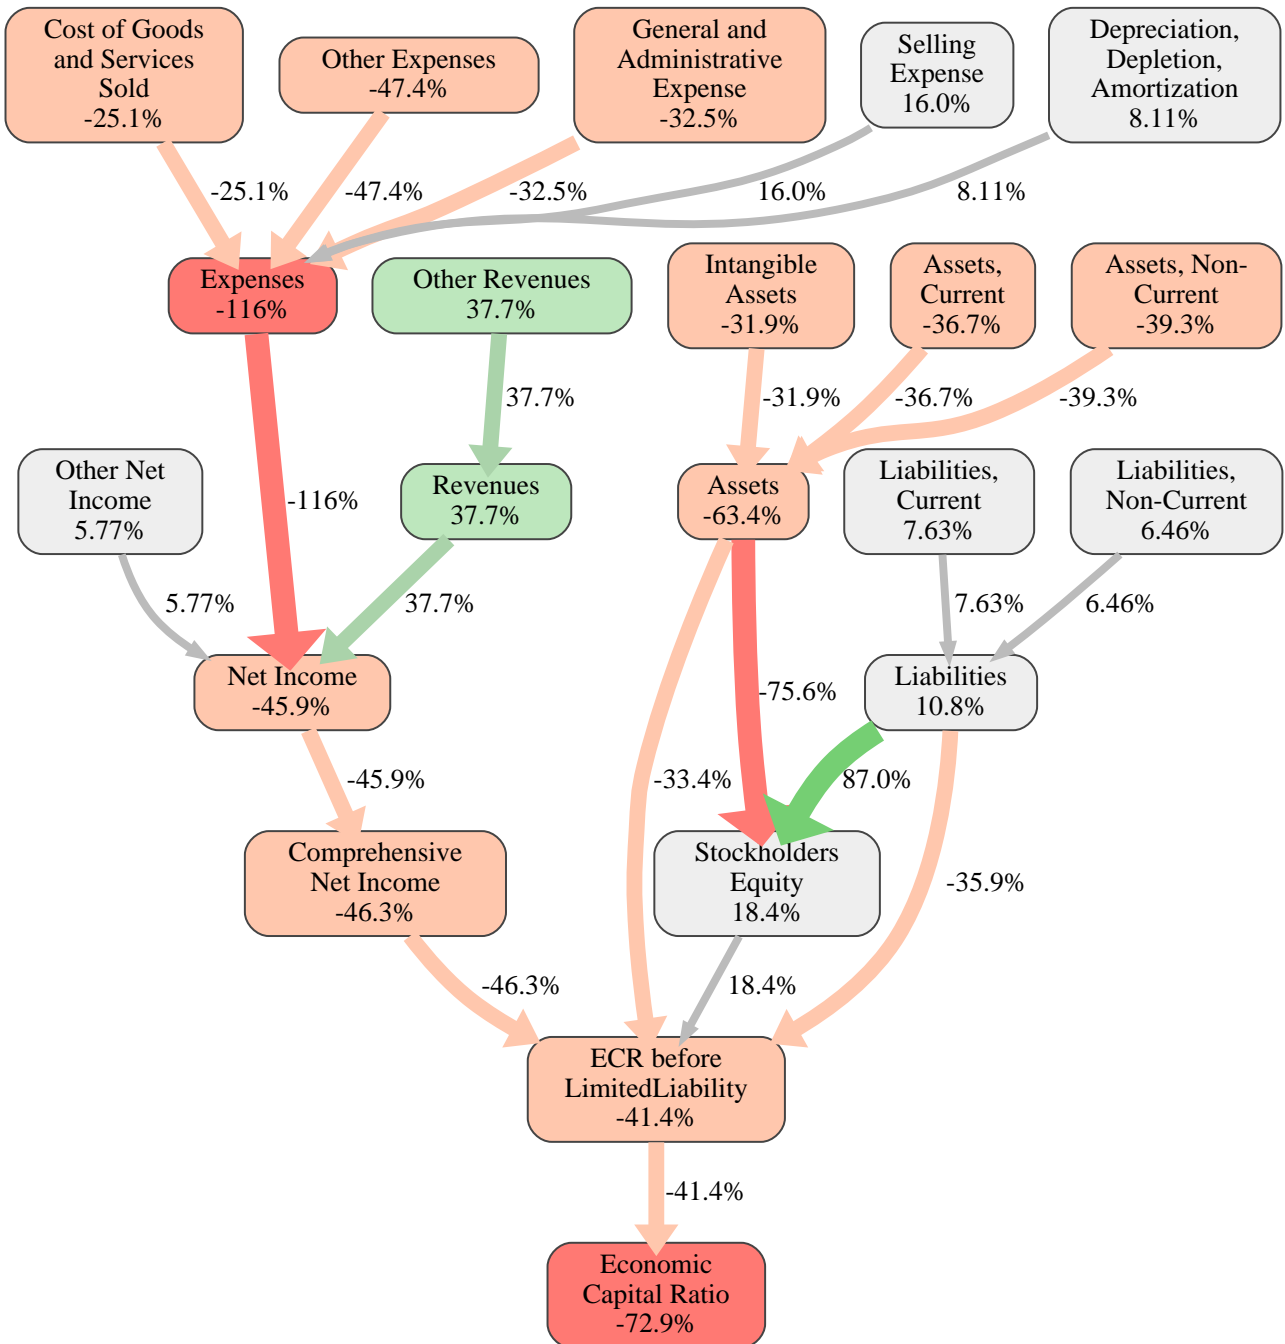 Cost of Goods
and Services
Sold
-25.1%
Other Expenses
-47.4%
General and
Administrative
Expense
-32.5%
Selling
Expense
16.0%
Depreciation,
Depletion,
Amortization
8.11%
-25.1%
-47.4%
-32.5%
16.0%
8.11%
Expenses
-116%
Other Revenues
37.7%
Intangible
Assets
-31.9%
Assets,
Current
-36.7%
Assets, Non-
Current
-39.3%
37.7%
-31.9%
-36.7%
-39.3%
Other Net
Income
5.77%
-116%
Revenues
37.7%
Assets
-63.4%
Liabilities,
Current
7.63%
Liabilities,
Non-Current
6.46%
5.77%
37.7%
7.63%
6.46%
Net Income
-45.9%
-75.6%
Liabilities
10.8%
-45.9%
-33.4%
87.0%
Comprehensive
Net Income
-46.3%
Stockholders
Equity
18.4%
-35.9%
-46.3%
18.4%
ECR before
LimitedLiability
-41.4%
-41.4%
Economic
Capital Ratio
-72.9%